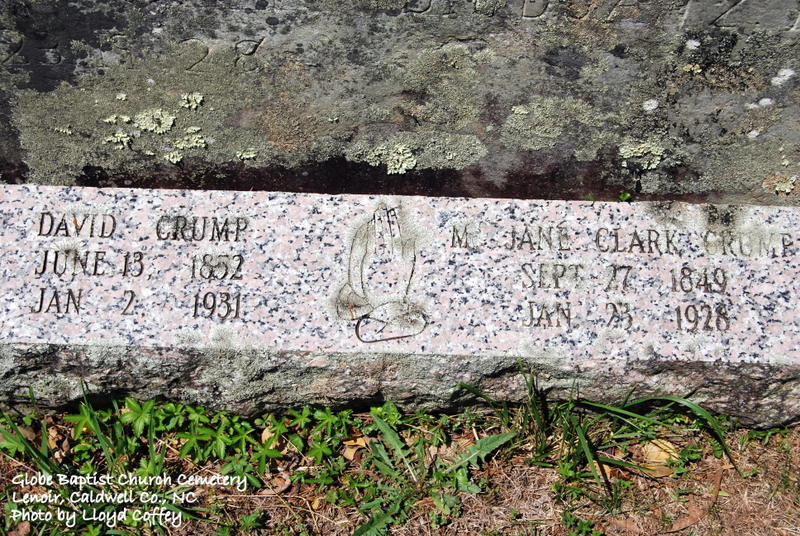 DAVID CRUMP
JUNE 13, 1852
JAN 2 1931
M JANE CLARK CRUMP
SEPT 27 1849
JAN 23 1928
Globe Baptist Church Cemetery
Lenoir, Caldwell Co., NC
Photo by Lloyd Coffey